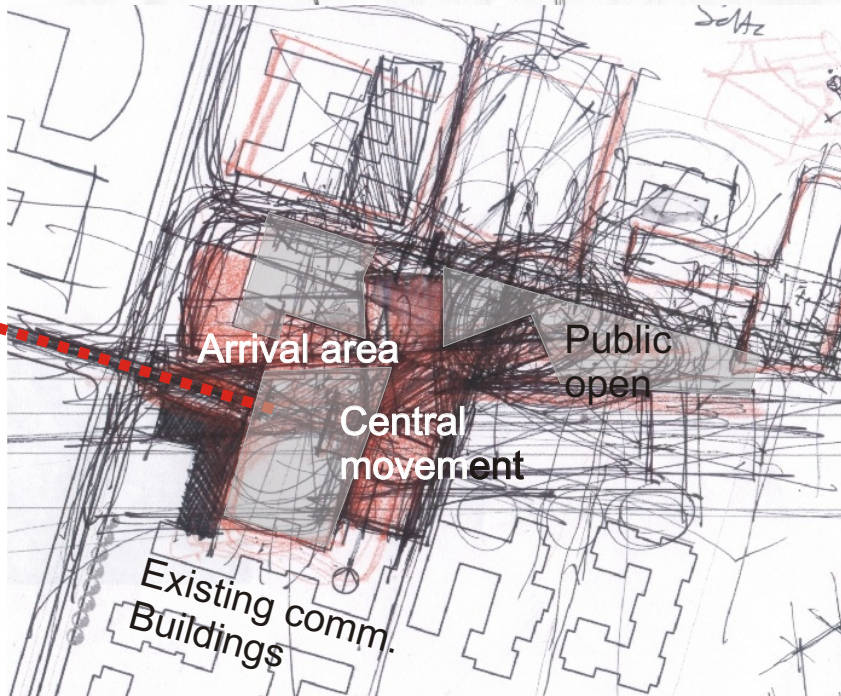 Arrival area
Public
open
Central
movement
Existing comm.
Buildings